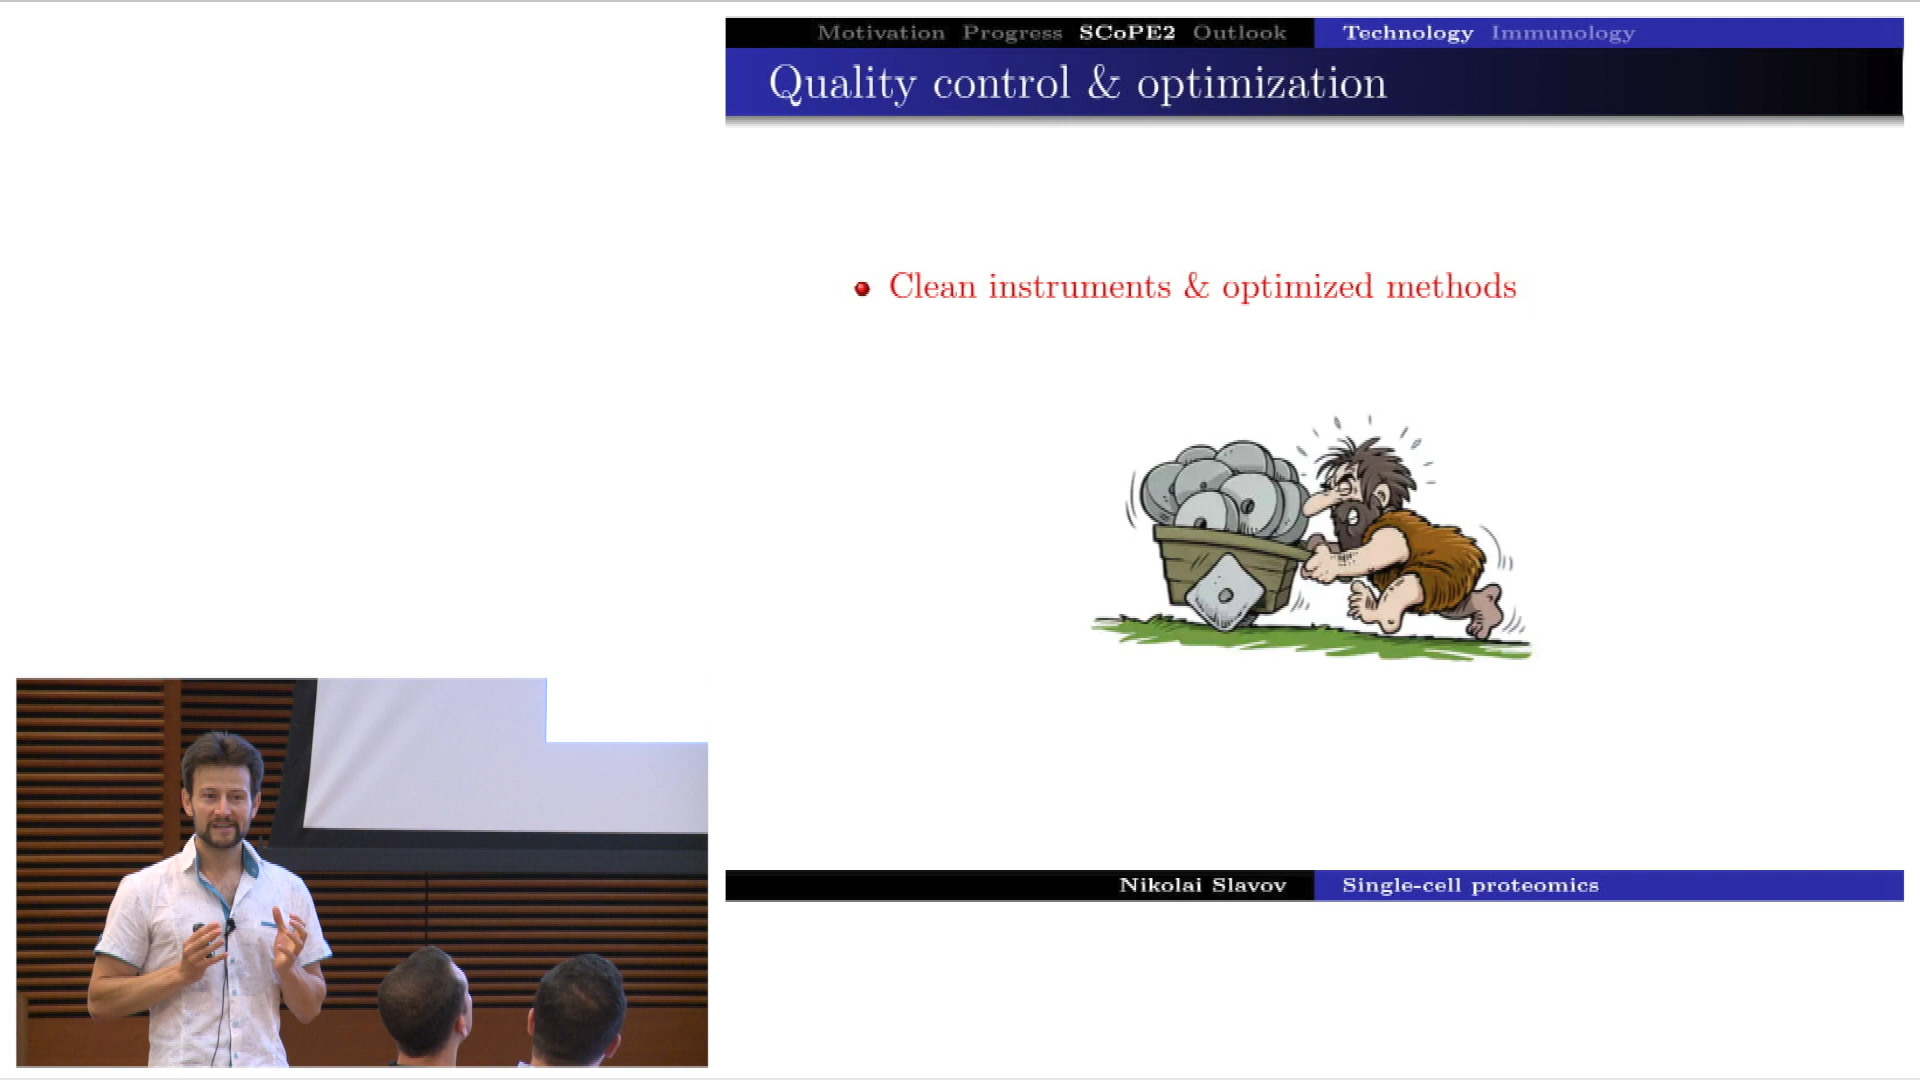 Motivation Progress SCoPE2 Outlook Technology Immunology
Quality control & optimization
Clean instruments & optimized methods
Nikolai Slavov Single-cell proteomics